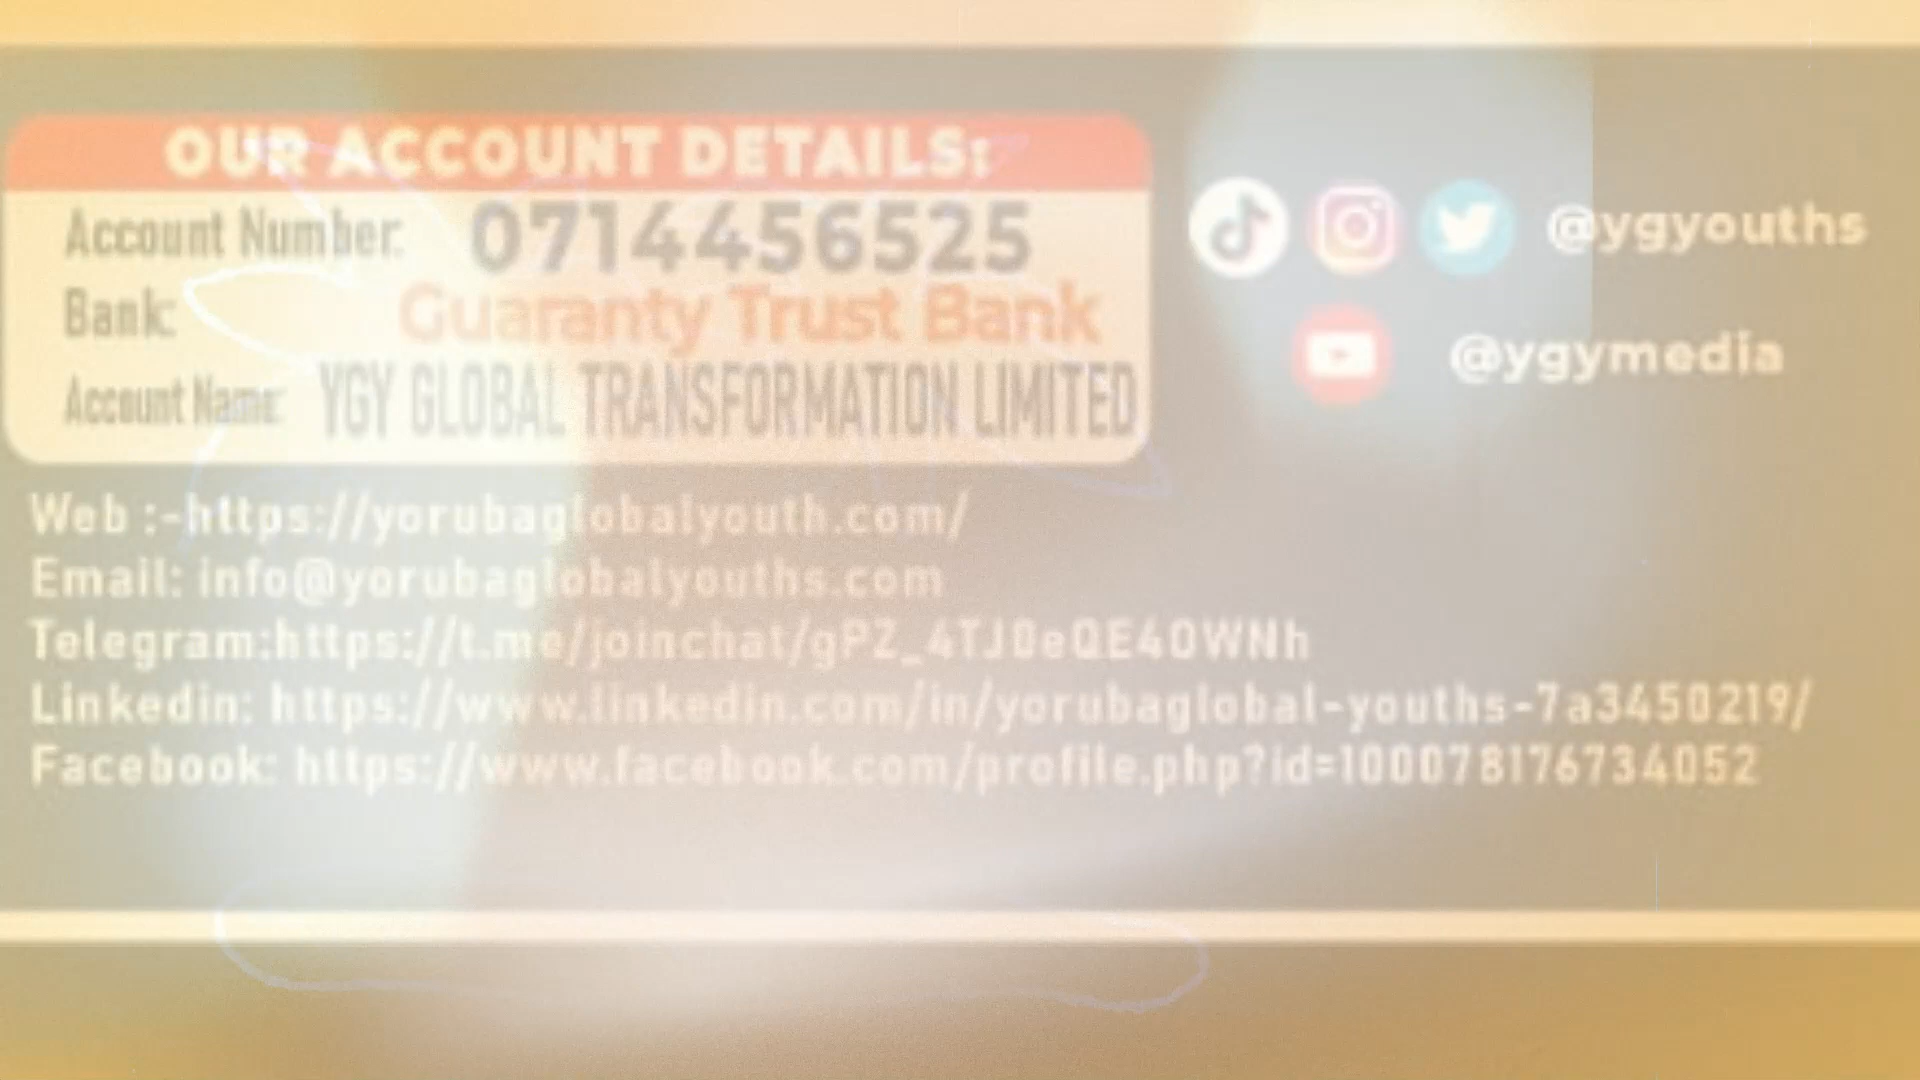 OUR ACCOUNT DETAILS:
Account Number: 0714456525
Bank: Guaranty Trust Bank
Account Name: YGY GLOBAL TRANSFORMATION LIMITED
@ygyouths
@ygymedia
Web :-https://yorubaglobalyouth.com/
Email: info@yorubaglobalyouths.com
Telegram:https://t.me/joinchat/gPZ_4TJ0eQE4OWNh
Linkedin: https://www.linkedin.com/in/yorubaglobal-youths-7a3450219/
Facebook: https://www.facebook.com/profile.php?id=100078176734052